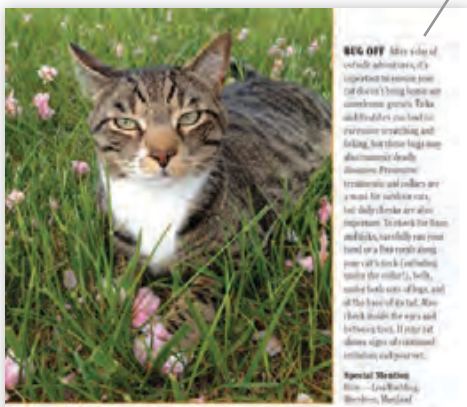 BUG OFF After a day of
outside adventures, it's
important to ensure your
cat doesn't bring home any
unwelcome guests. Ticks
and flea bites can lead to
excessive scratching and
licking, but these bugs may
also transmit deadly
diseases. Preventive
treatments and collars are
a must for outdoor cats,
but daily checks are also
important. To check for fleas
and ticks, carefully run your
hand or a flea comb along
your cat's neck (including
under the collar!), belly,
under both sets of legs, and
at the base of its tail. Also
check inside the ears and
between toes. If your cat
shows signs of continued
irritation, call your vet.
Special Mention
Maryland